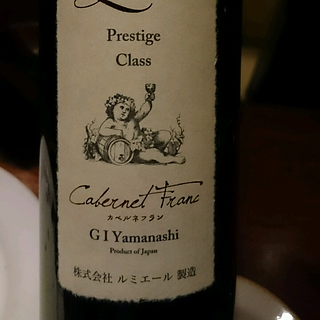 Prestige
Class
Cabernet Franc
カベルネフラン
G I Yamanashi
Product of Japan
株式会社 ルミエール 製造